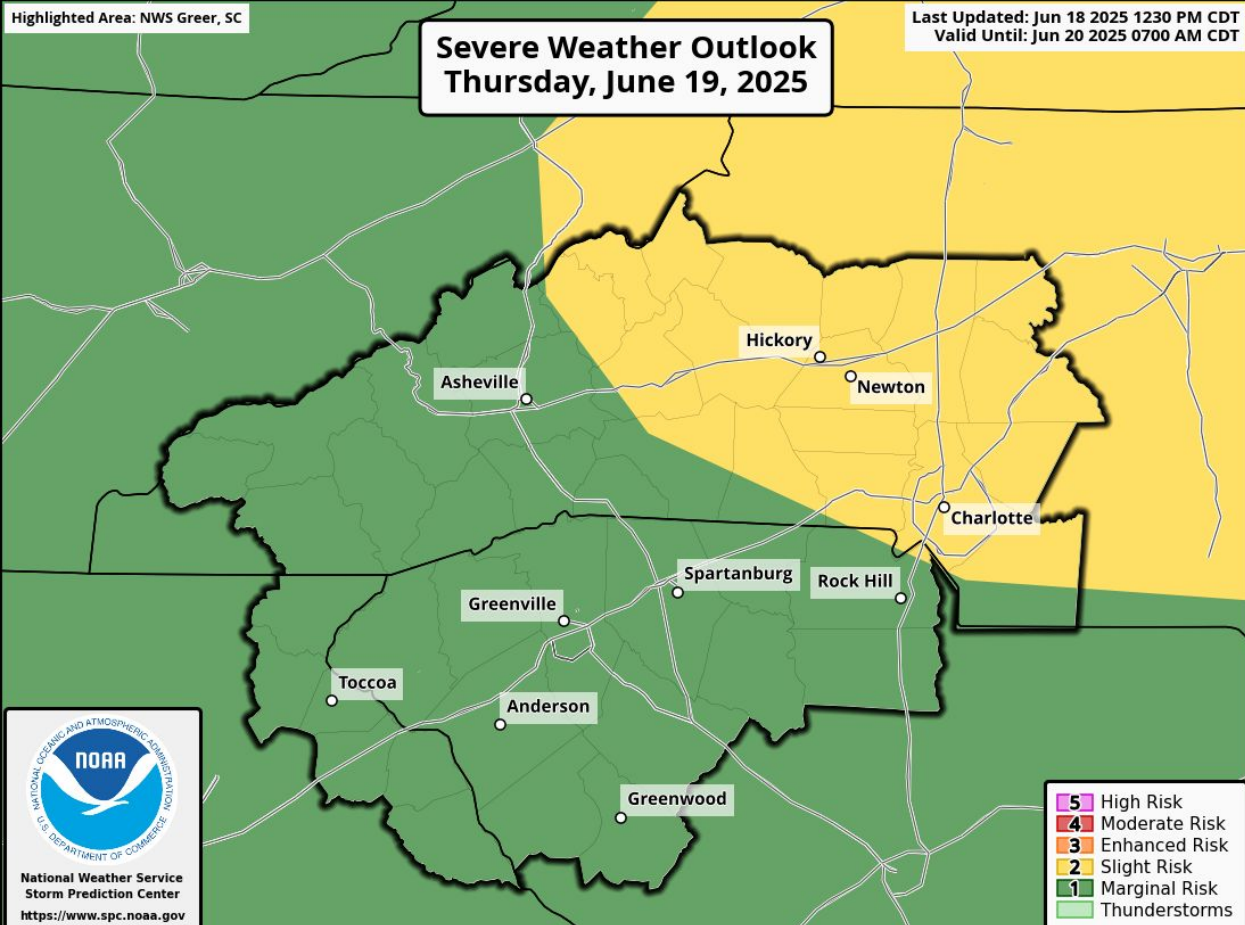 Highlighted Area: NWS Greer, SC
Severe Weather Outlook
Thursday, June 19, 2025
Last Updated: Jun 18 2025 1230 PM CDT
Valid Until: Jun 20 2025 0700 AM CDT
Hickory
Newton
Asheville
Charlotte
Spartanburg
Rock Hill
Greenville
Toccoa
Anderson
Greenwood
NATIONAL OCEANIC AND ATMOSPHERIC ADMINISTRATION
NOAA
U.S. DEPARTMENT OF COMMERCE
National Weather Service
Storm Prediction Center
https://www.spc.noaa.gov
5 High Risk
4 Moderate Risk
3 Enhanced Risk
2 Slight Risk
1 Marginal Risk
Thunderstorms